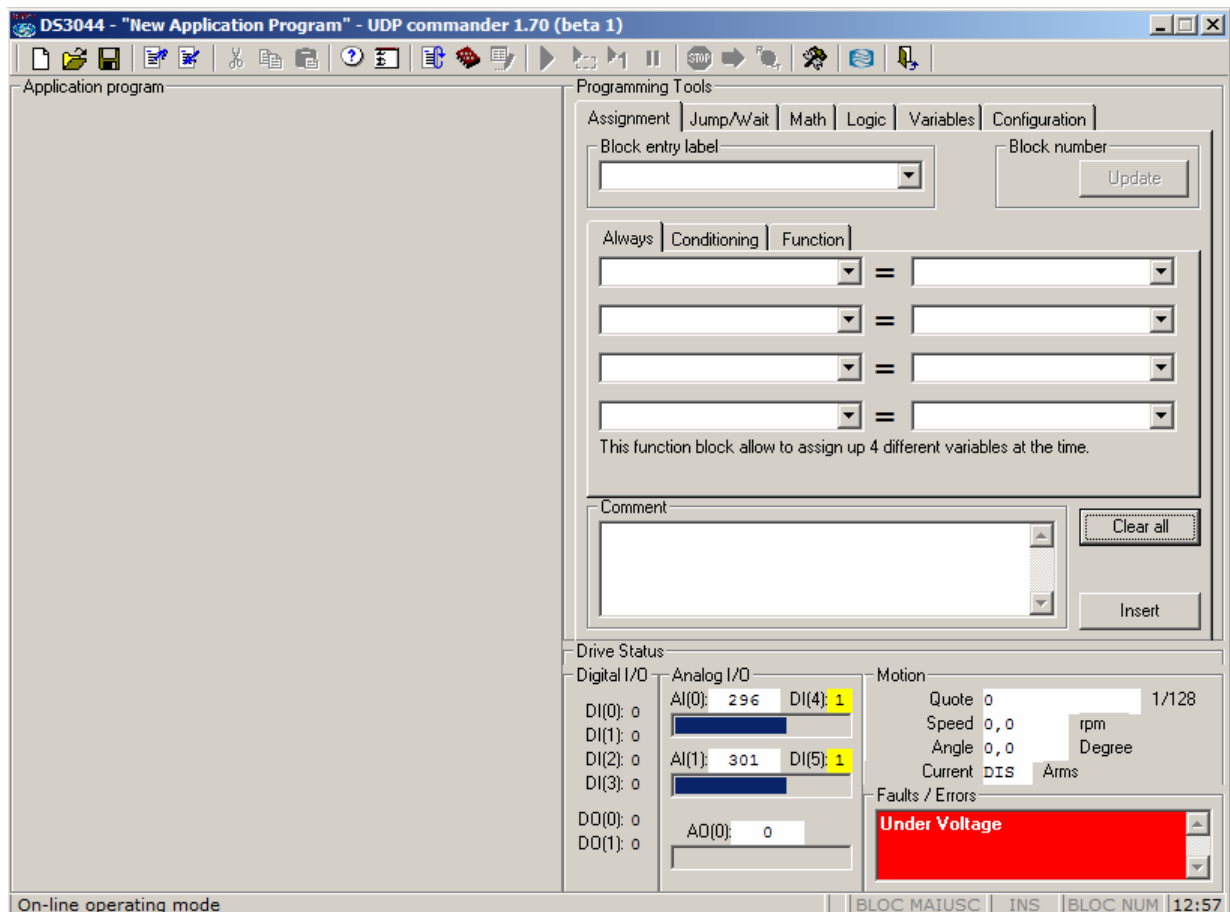 DS3044 - "New Application Program" - UDP commander 1.70 (beta 1)
STOP
Application program
Programming Tools
Assignment Jump/Wait Math Logic Variables Configuration
Block entry label
Block number
Update
Always Conditioning Function
=
=
=
=
This function block allow to assign up 4 different variables at the time.
Comment
Clear all
Insert
Drive Status
Digital I/O
DI(0): 0
DI(1): 0
DI(2): 0
DI(3): 0
DO(0): 0
DO(1): 0
Analog I/O
AI(0): 296 DI(4): 1
AI(1): 301 DI(5): 1
AO(0): 0
Motion
Quote 0 1/128
Speed 0,0 rpm
Angle 0,0 Degree
Current DIS Arms
Faults / Errors
Under Voltage
On-line operating mode
BLOC MAIUSC INS BLOC NUM 12:57